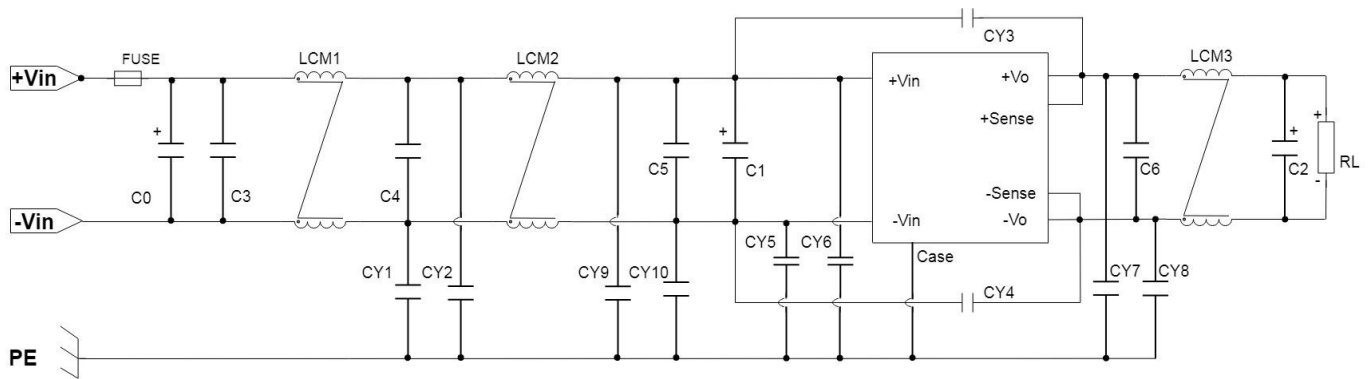 CY3
FUSE
LCM1
LCM2
LCM3
+Vin
+Vin
+Vo
+Sense
+
+
+
+
C0
C3
C4
C5
C1
C6
C2
RL
-
-Sense
-Vin
-Vin
-Vo
CY5
CY6
Case
CY1
CY2
CY9
CY10
CY4
CY7
CY8
PE